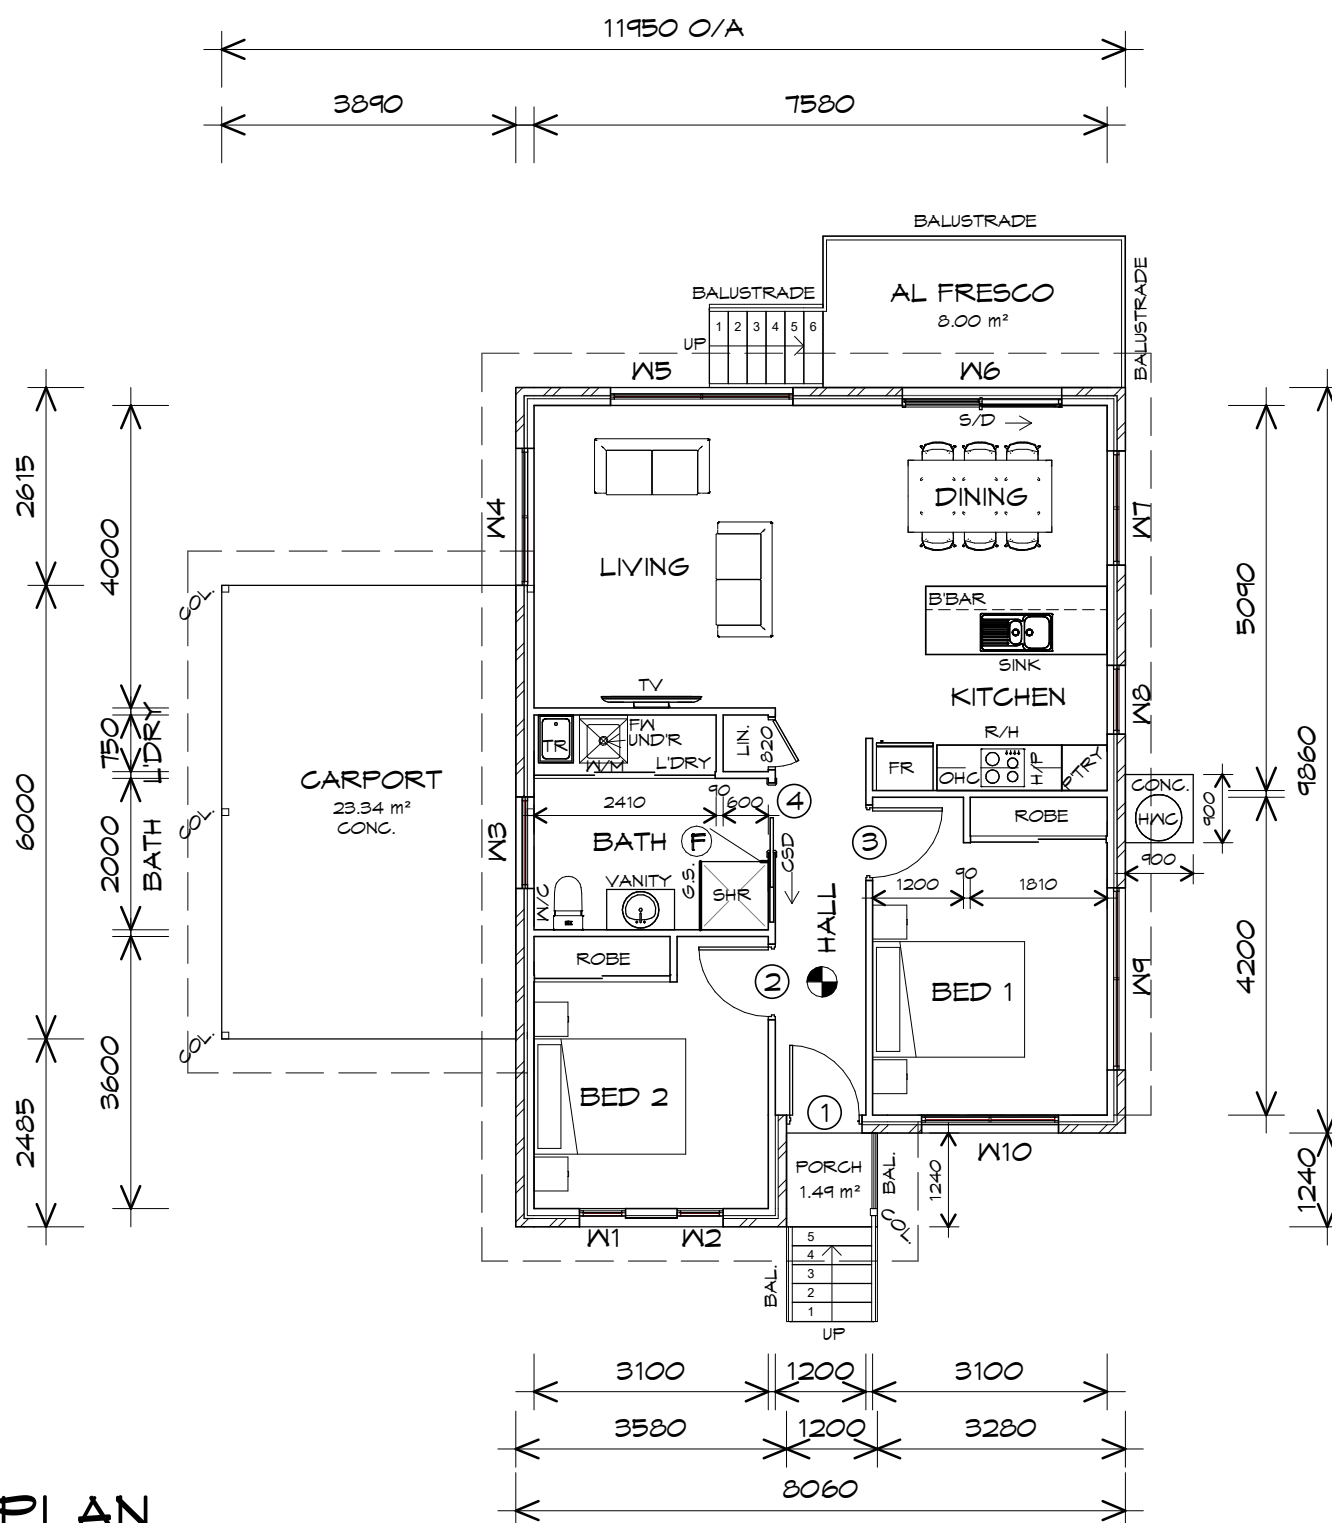 11950 O/A
3890
7580
BALUSTRADE
BALUSTRADE
BALUSTRADE
AL FRESCO
8.00 m²
1 2 3 4 5 6
UP
W5
W6
S/D
2615
4000
W4
DINING
W7
LIVING
B'BAR
SINK
5090
9860
COL.
TV
KITCHEN
W8
R/H
750
L'DRY
TR
FW
UND'R
W/M
L'DRY
LIN.
820
FR
OHC
H/P
P'TRY
CARPORT
23.34 m²
CONC.
6000
COL.
2000
BATH
W3
2410
90
600
4
BATH
F
CSD
3
ROBE
CONC.
HWC
900
900
W/C
VANITY
G.S.
SHR
HALL
1200
90
1810
ROBE
2
BED 1
W9
4200
COL.
3600
2485
BED 2
1
W10
PORCH
1.49 m²
BAL.
1240
1240
COL.
W1
W2
5
4
3
2
1
BAL.
UP
3100
1200
3100
3580
1200
3280
8060
PLAN